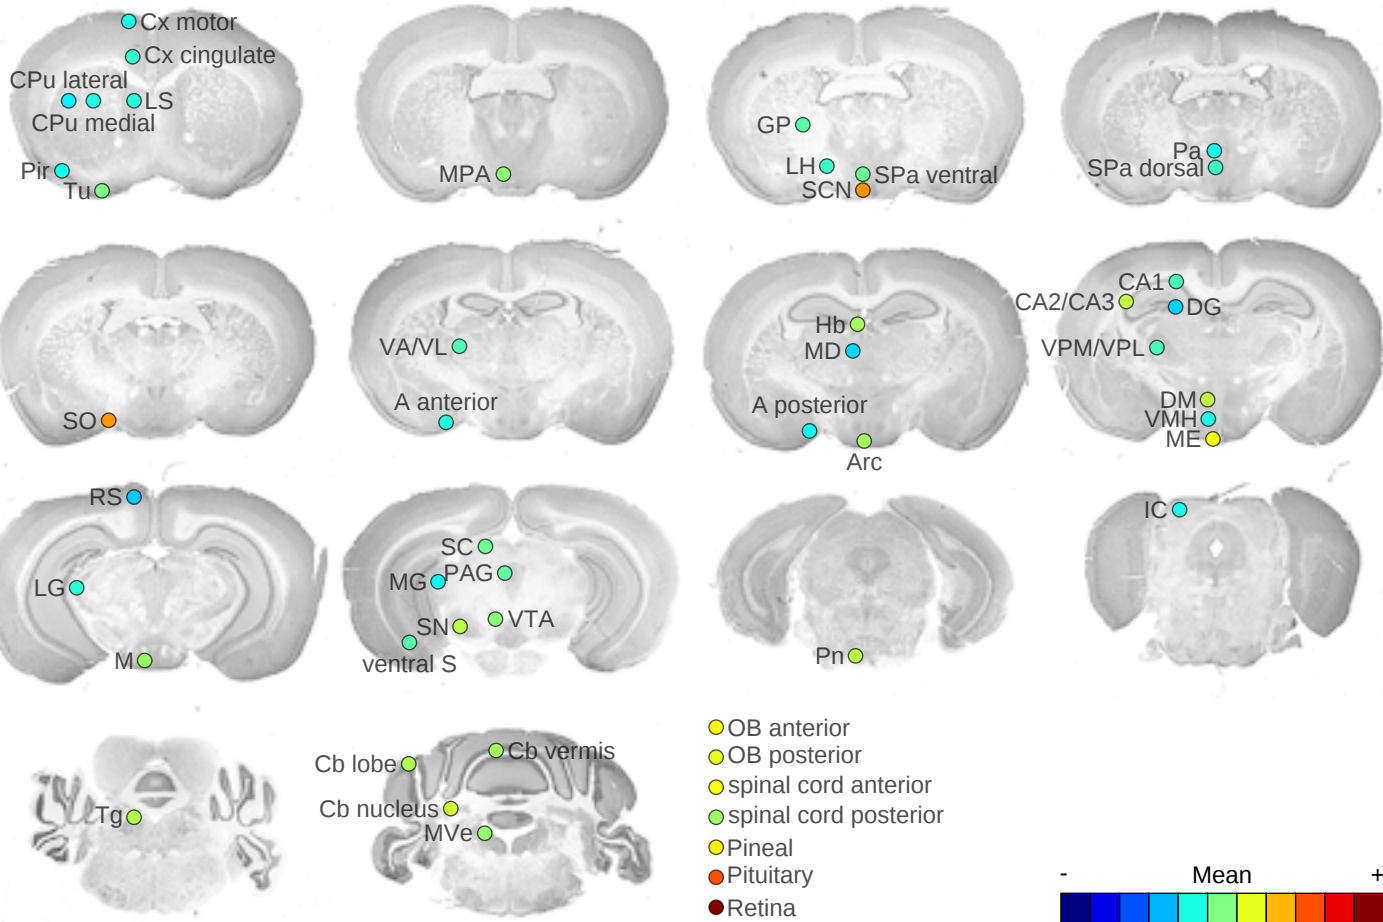 Cx motor
Cx cingulate
CPu lateral
LS
CPu medial
Pir
Tu
MPA
GP
LH
SPa ventral
SCN
Pa
SPa dorsal
SO
VA/VL
A anterior
Hb
MD
A posterior
Arc
CA1
CA2/CA3
DG
VPM/VPL
DM
VMH
ME
RS
LG
M
SC
MG
PAG
SN
VTA
ventral S
Pn
IC
Tg
Cb lobe
Cb vermis
Cb nucleus
MVe
OB anterior
OB posterior
spinal cord anterior
spinal cord posterior
Pineal
Pituitary
Retina
- Mean +